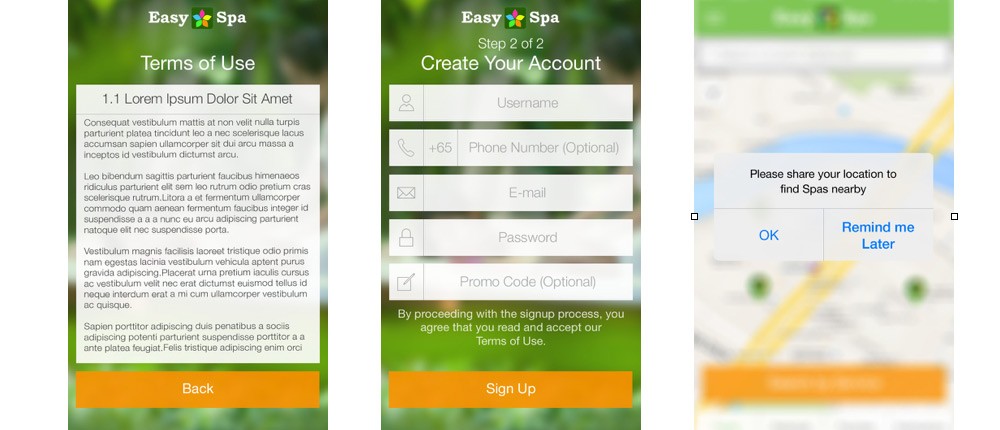 Easy Spa
Terms of Use
1.1 Lorem Ipsum Dolor Sit Amet
Consequat vestibulum mattis at non velit nulla turpis
parturient platea tincidunt leo a nec scelerisque lacus
accumsan sapien ullamcorper sit dui arcu massa a
inceptos id vestibulum dictumst arcu.
Leo bibendum sagittis parturient faucibus himenaeos
ridiculus parturient elit sem leo rutrum odio pretium cras
scelerisque rutrum.Litora a et fermentum ullamcorper
commodo quam aenean fermentum faucibus integer id
suspendisse a a a nunc eu arcu adipiscing parturient
natoque elit nec suspendisse porta.
Vestibulum magnis facilisis laoreet tristique odio primis
nam egestas lacinia vestibulum vehicula aptent purus
gravida adipiscing.Placerat urna pretium iaculis cursus
ac vestibulum velit nec erat dictumst euismod tellus id
neque interdum erat a mi cum ullamcorper vestibulum
ac quisque.
Sapien porttitor adipiscing duis penatibus a sociis
adipiscing potenti parturient suspendisse porttitor a a
ante platea feugiat.Felis tristique adipiscing enim orci
Back
Easy Spa
Step 2 of 2
Create Your Account
Username
+65 Phone Number (Optional)
E-mail
Password
Promo Code (Optional)
By proceeding with the signup process, you
agree that you read and accept our
Terms of Use.
Sign Up
Easy Spa
Please share your location to
find Spas nearby
OK
Remind me
Later